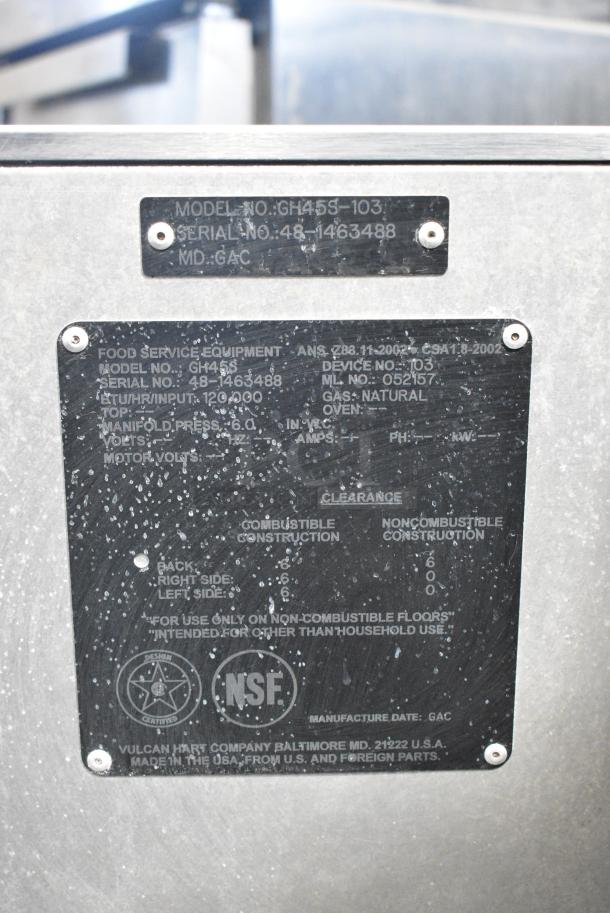 MODEL NO.:GH45S-103
SERIAL NO.:48-1463488
MD.:GAC
FOOD SERVICE EQUIPMENT ANS. Z83.11-2002 CSA1.8-2002
MODEL NO.: GH45S DEVICE NO.: 103
SERIAL NO.: 48-1463488 ML. NO.: 052157
BTU/HR/INPUT: 120,000 GAS: NATURAL
TOP: -- OVEN: --
MANIFOLD PRESS.: 6.0 IN. W.C.
VOLTS: -- HZ: -- AMPS: -- PH: -- KW: --
MOTOR VOLTS: --
CLEARANCE
COMBUSTIBLE CONSTRUCTION NONCOMBUSTIBLE CONSTRUCTION
BACK: 6 6
RIGHT SIDE: 6 0
LEFT SIDE: 6 0
"FOR USE ONLY ON NON-COMBUSTIBLE FLOORS"
"INTENDED FOR OTHER THAN HOUSEHOLD USE."
DESIGN
CERTIFIED
NSF.
MANUFACTURE DATE: GAC
VULCAN HART COMPANY BALTIMORE MD. 21222 U.S.A.
MADE IN THE USA, FROM U.S. AND FOREIGN PARTS.